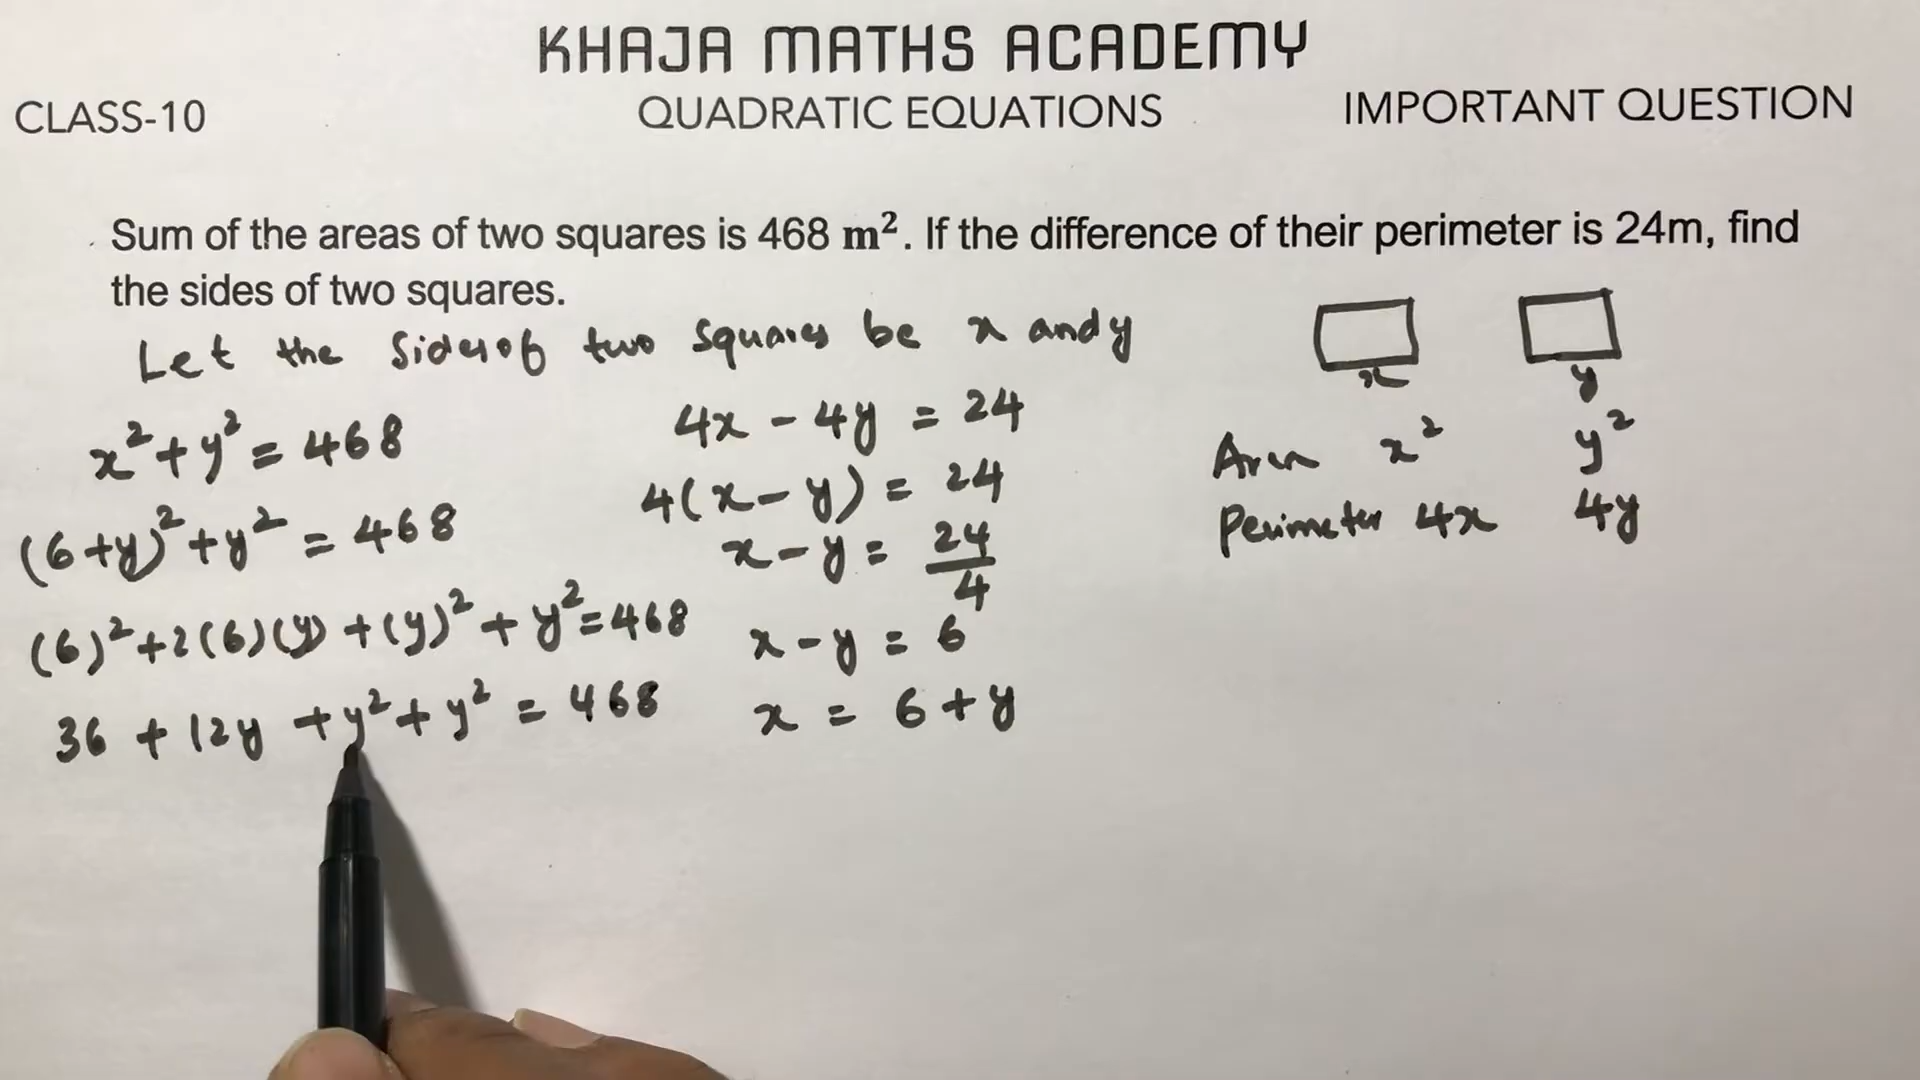 KHAJA MATHS ACADEMY
CLASS-10 QUADRATIC EQUATIONS IMPORTANT QUESTION
Sum of the areas of two squares is 468 m². If the difference of their perimeter is 24m, find
the sides of two squares.
Let the Sides of two squares be x and y
x² + y² = 468
(6+y)² + y² = 468
(6)² + 2(6)(y) + (y)² + y² = 468
36 + 12y + y² + y² = 468
4x - 4y = 24
4(x - y) = 24
x - y = 24/4
x - y = 6
x = 6 + y
x y
Area x² y²
Perimeter 4x 4y